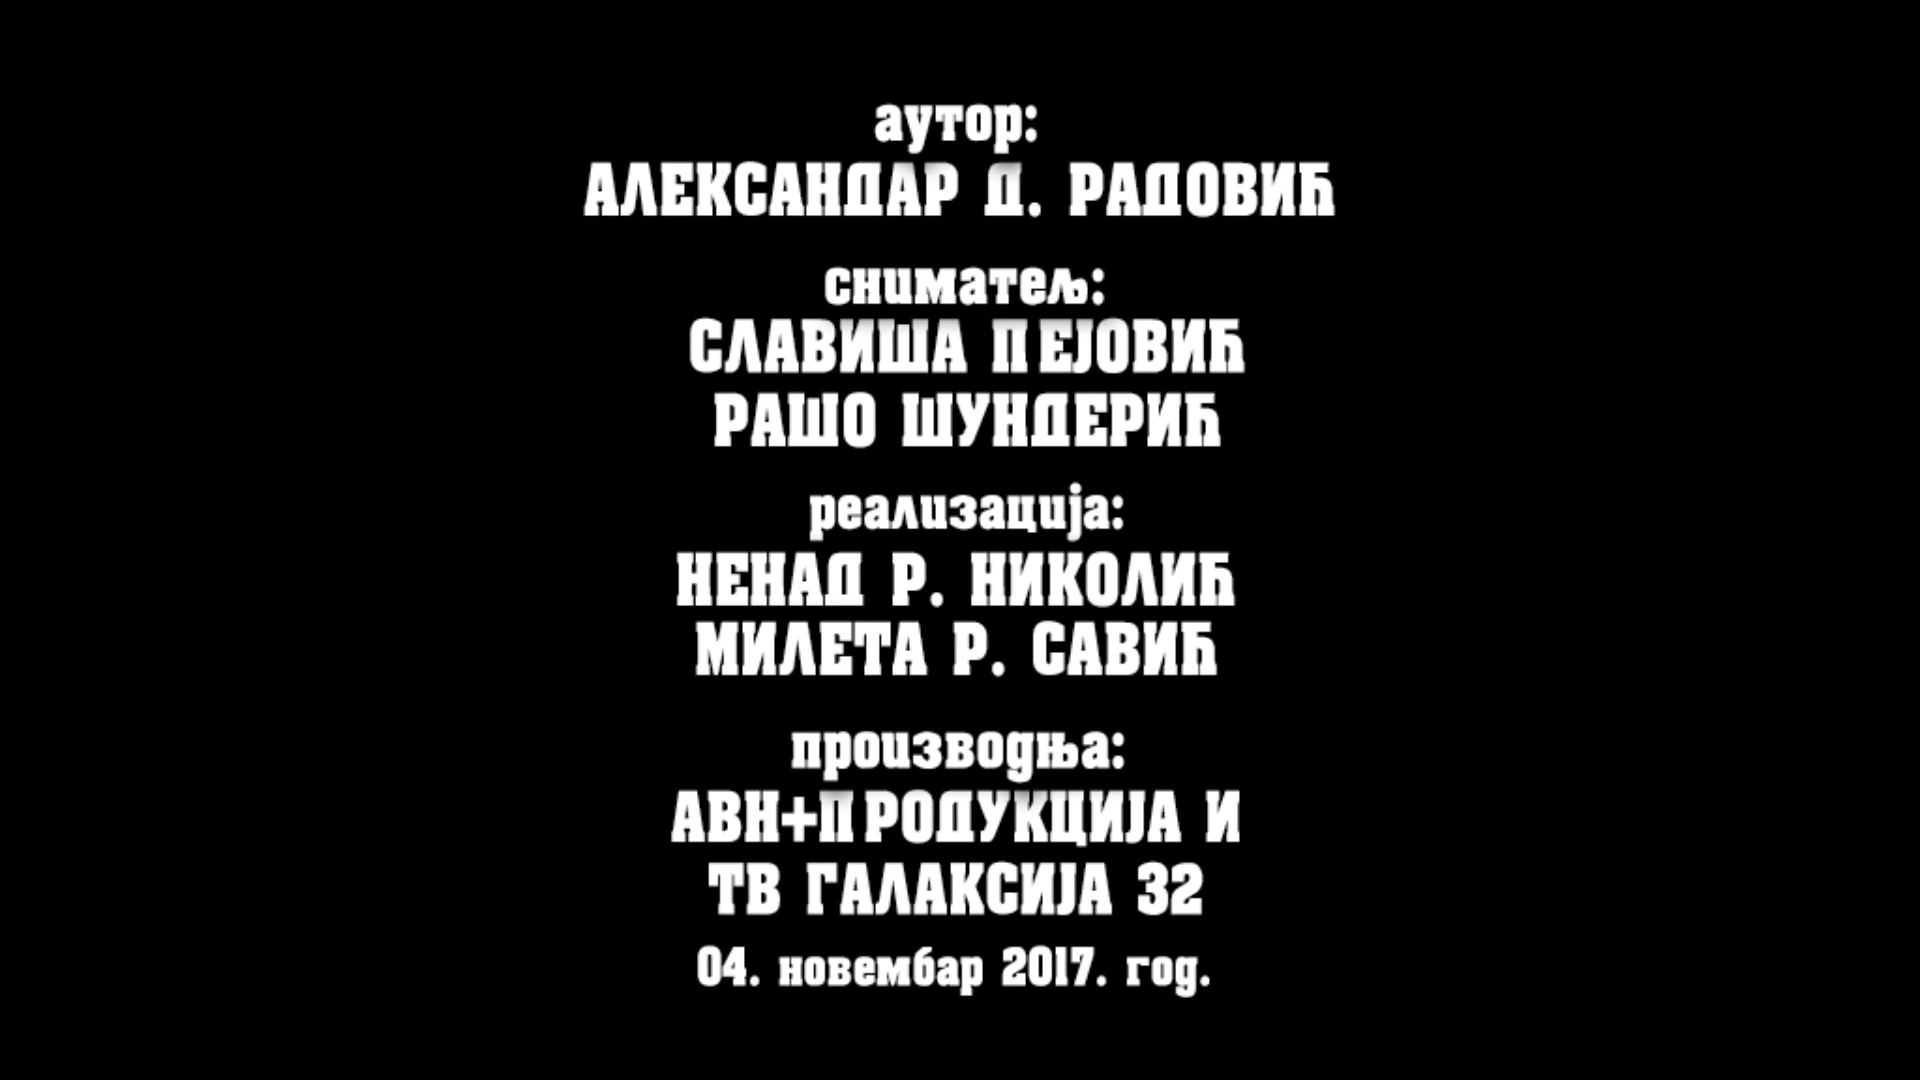 аутор:
АЛЕКСАНДАР Д. РАДОВИЋ
сниматељ:
СЛАВИША ПЕЈОВИЋ
РАШО ШУНДЕРИЋ
реализација:
НЕНАД Р. НИКОЛИЋ
МИЛЕТА Р. САВИЋ
производња:
АВН+ПРОДУКЦИЈА И
ТВ ГАЛАКСИЈА 32
04. новембар 2017. год.